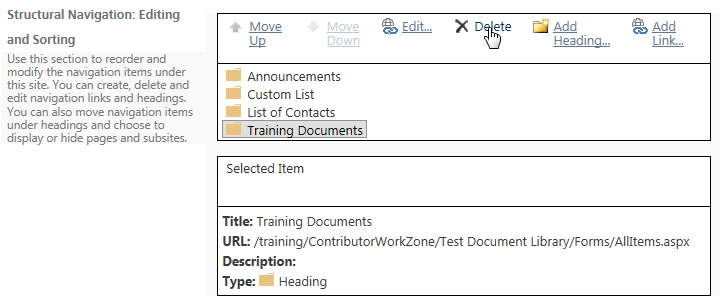 Structural Navigation: Editing
and Sorting
Use this section to reorder and
modify the navigation items under
this site. You can create, delete and
edit navigation links and headings.
You can also move navigation items
under headings and choose to
display or hide pages and subsites.
Move Up
Move Down
Edit...
Delete
Add Heading...
Add Link...
Announcements
Custom List
List of Contacts
Training Documents
Selected Item
Title: Training Documents
URL: /training/ContributorWorkZone/Test Document Library/Forms/AllItems.aspx
Description:
Type: Heading